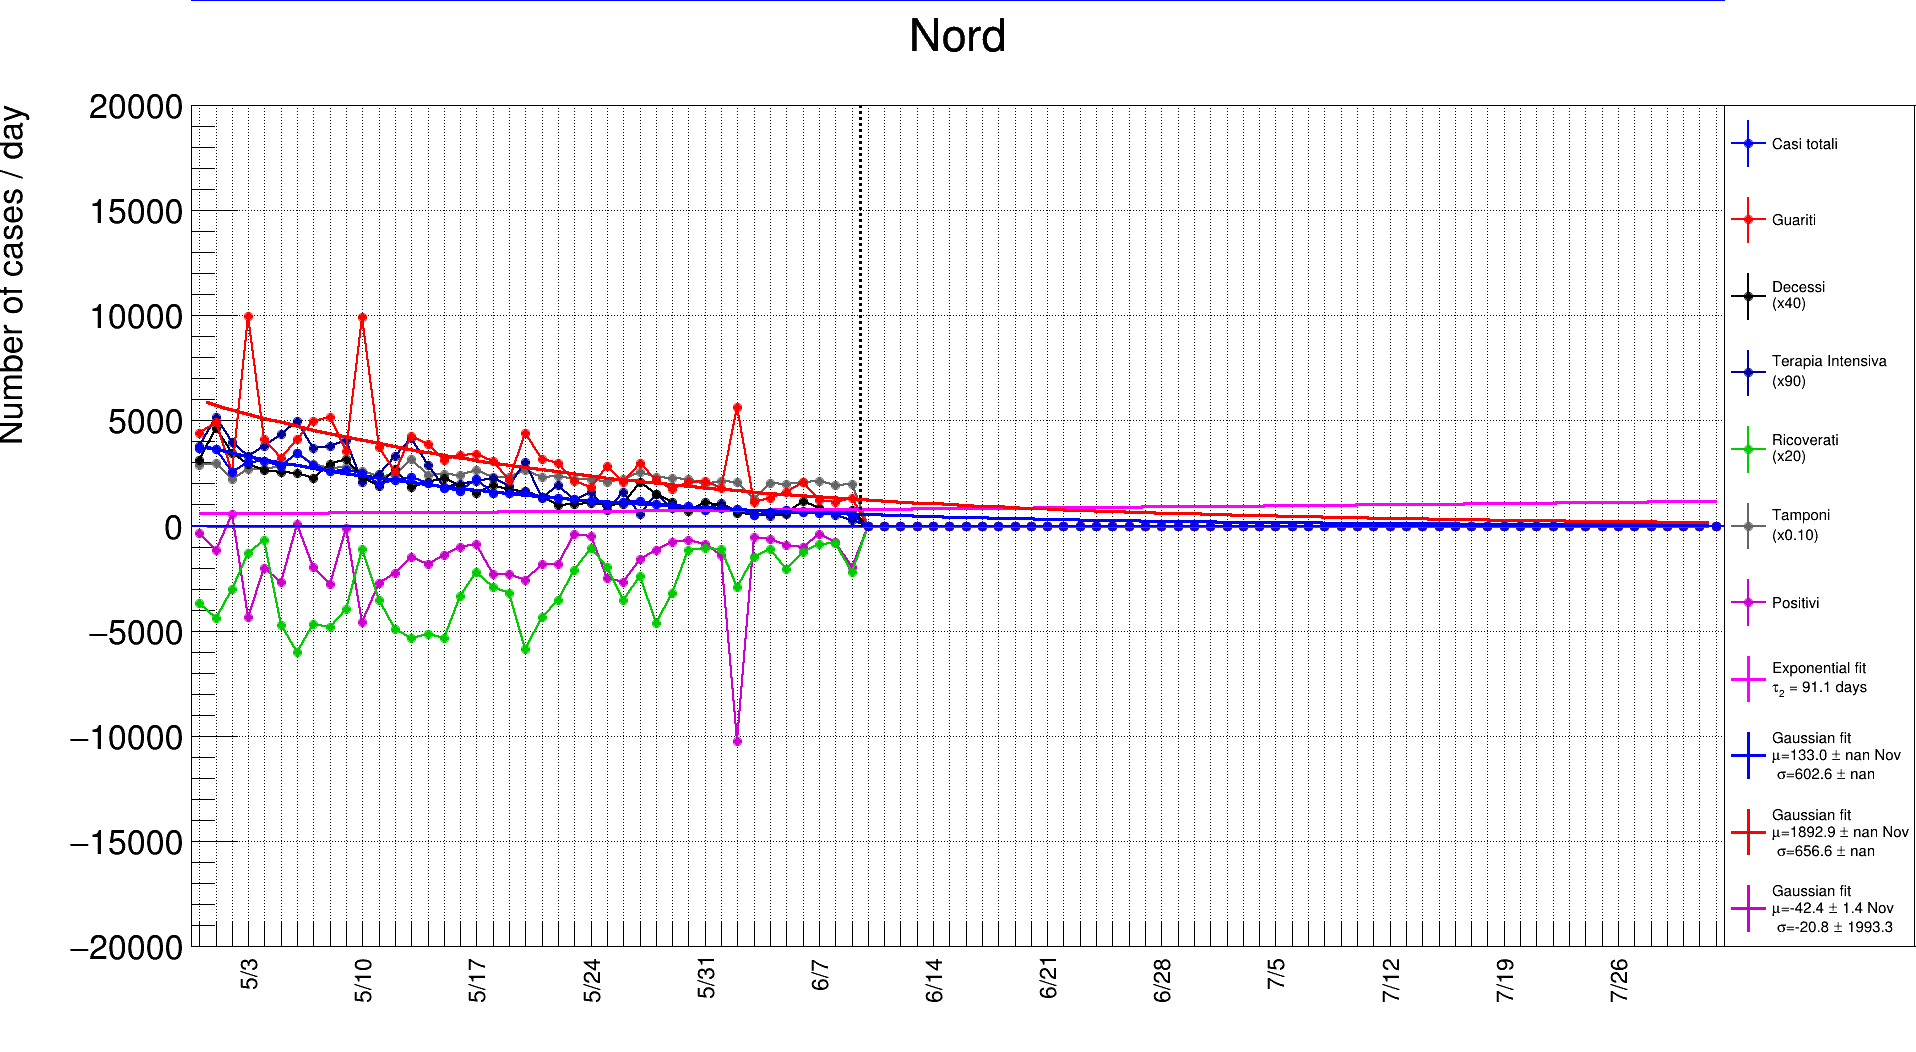 Nord
Number of cases / day
20000
15000
10000
5000
0
−5000
−10000
−15000
−20000
5/3
5/10
5/17
5/24
5/31
6/7
6/14
6/21
6/28
7/5
7/12
7/19
7/26
Casi totali
Guariti
Decessi
(x40)
Terapia Intensiva
(x90)
Ricoverati
(x20)
Tamponi
(x0.10)
Positivi
Exponential fit
τ2 = 91.1 days
Gaussian fit
μ=133.0 ± nan Nov
σ=602.6 ± nan
Gaussian fit
μ=1892.9 ± nan Nov
σ=656.6 ± nan
Gaussian fit
μ=-42.4 ± 1.4 Nov
σ=-20.8 ± 1993.3